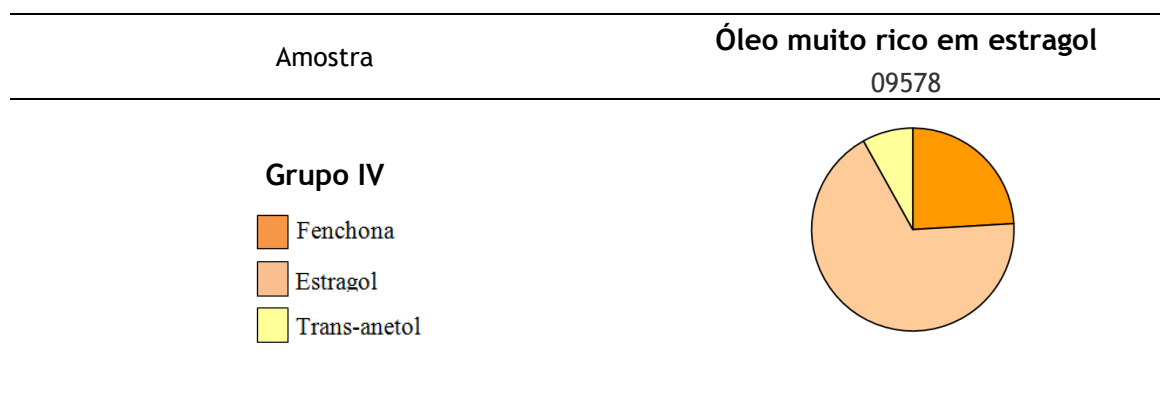 Amostra
Óleo muito rico em estragol
09578
Grupo IV
Fenchona
Estragol
Trans-anetol